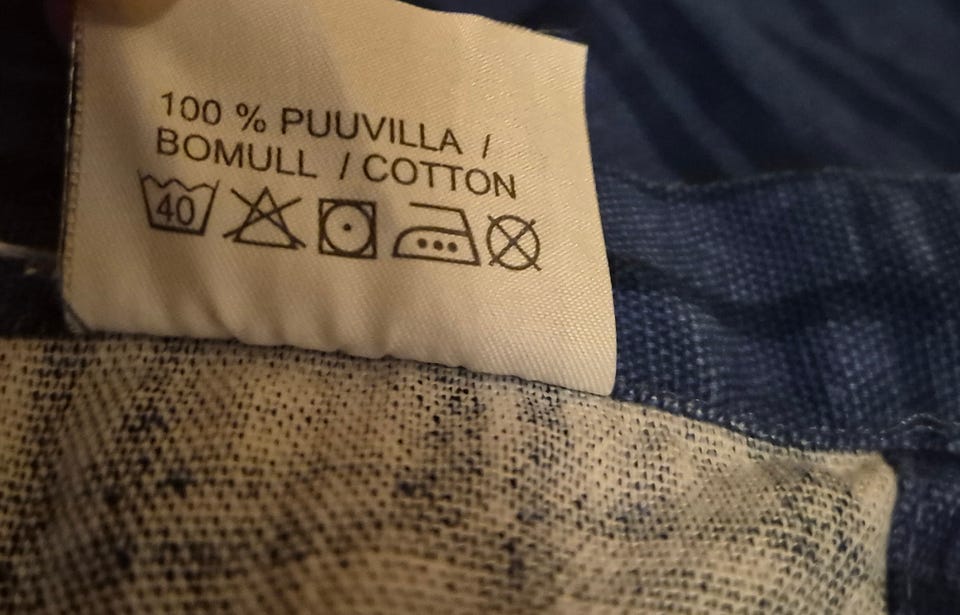 100 % PUUVILLA /
BOMULL / COTTON
40